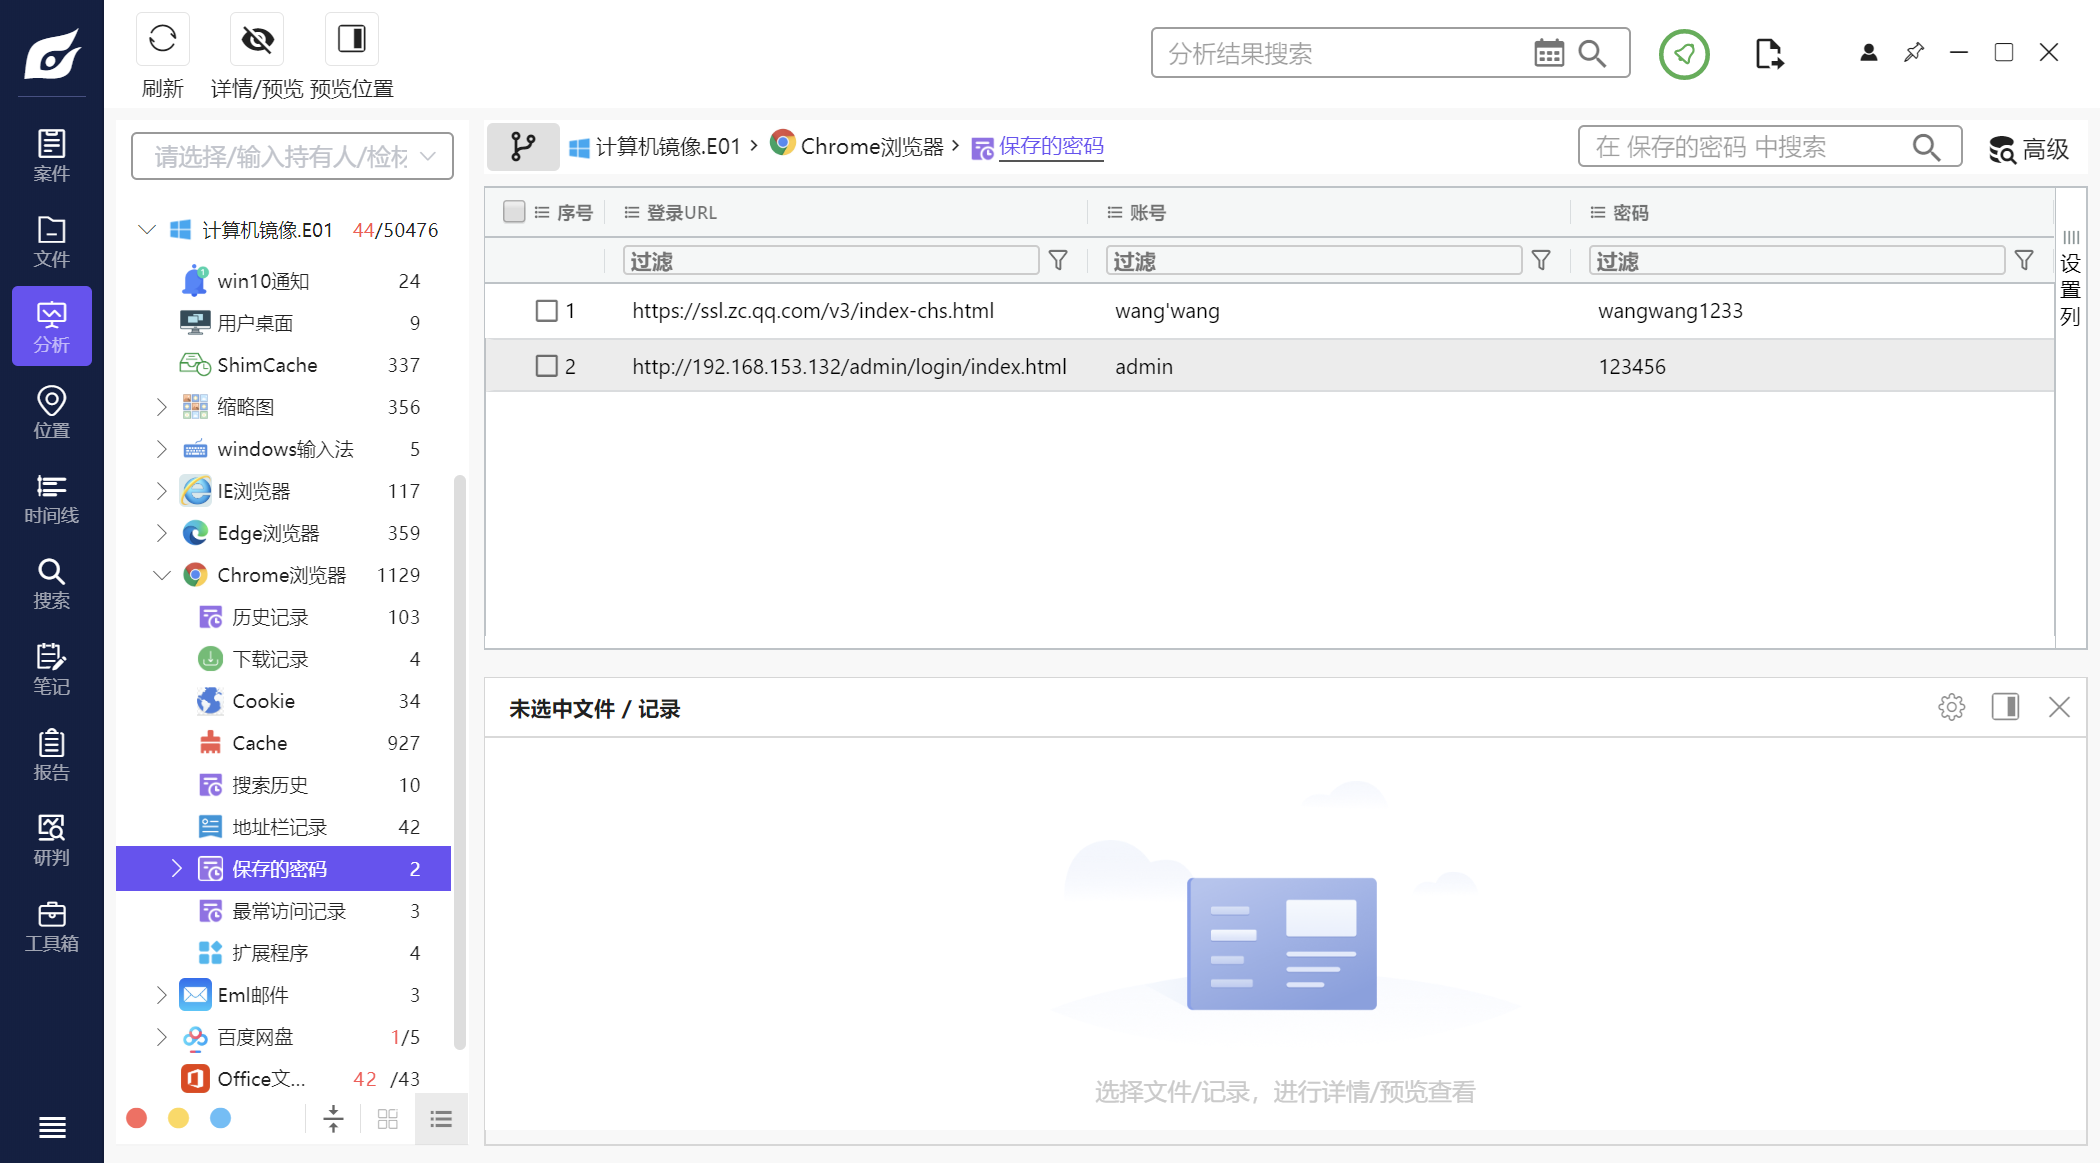 刷新
详情/预览
预览位置
分析结果搜索
案件
文件
分析
位置
时间线
搜索
笔记
报告
研判
工具箱
请选择/输入持有人/检
计算机镜像.E01 44/50476
win10通知 24
用户桌面 9
ShimCache 337
缩略图 356
windows输入法 5
IE浏览器 117
Edge浏览器 359
Chrome浏览器 1129
历史记录 103
下载记录 4
Cookie 34
Cache 927
搜索历史 10
地址栏记录 42
保存的密码 2
最常访问记录 3
扩展程序 4
Eml邮件 3
百度网盘 1/5
Office文... 42 /43
计算机镜像.E01 › Chrome浏览器 › 保存的密码
在 保存的密码 中搜索
高级
序号 登录URL 账号 密码
过滤 过滤 过滤
1 https://ssl.zc.qq.com/v3/index-chs.html wang'wang wangwang1233
2 http://192.168.153.132/admin/login/index.html admin 123456
设置列
未选中文件 / 记录
选择文件/记录，进行详情/预览查看